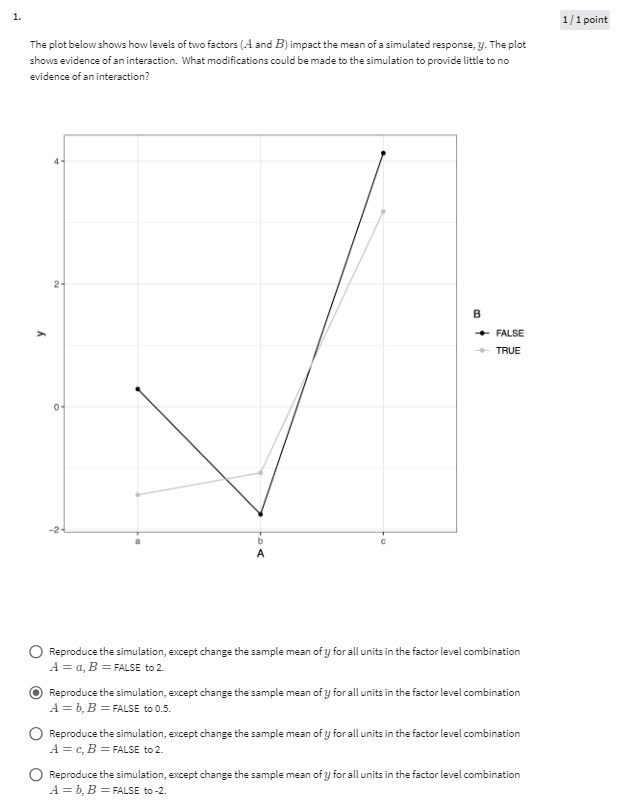 1.
1 / 1 point
The plot below shows how levels of two factors (A and B) impact the mean of a simulated response, y. The plot
shows evidence of an interaction. What modifications could be made to the simulation to provide little to no
evidence of an interaction?
4
2
0
-2
y
a b c
A
B
FALSE
TRUE
Reproduce the simulation, except change the sample mean of y for all units in the factor level combination
A = a, B = FALSE to 2.
Reproduce the simulation, except change the sample mean of y for all units in the factor level combination
A = b, B = FALSE to 0.5.
Reproduce the simulation, except change the sample mean of y for all units in the factor level combination
A = c, B = FALSE to 2.
Reproduce the simulation, except change the sample mean of y for all units in the factor level combination
A = b, B = FALSE to -2.